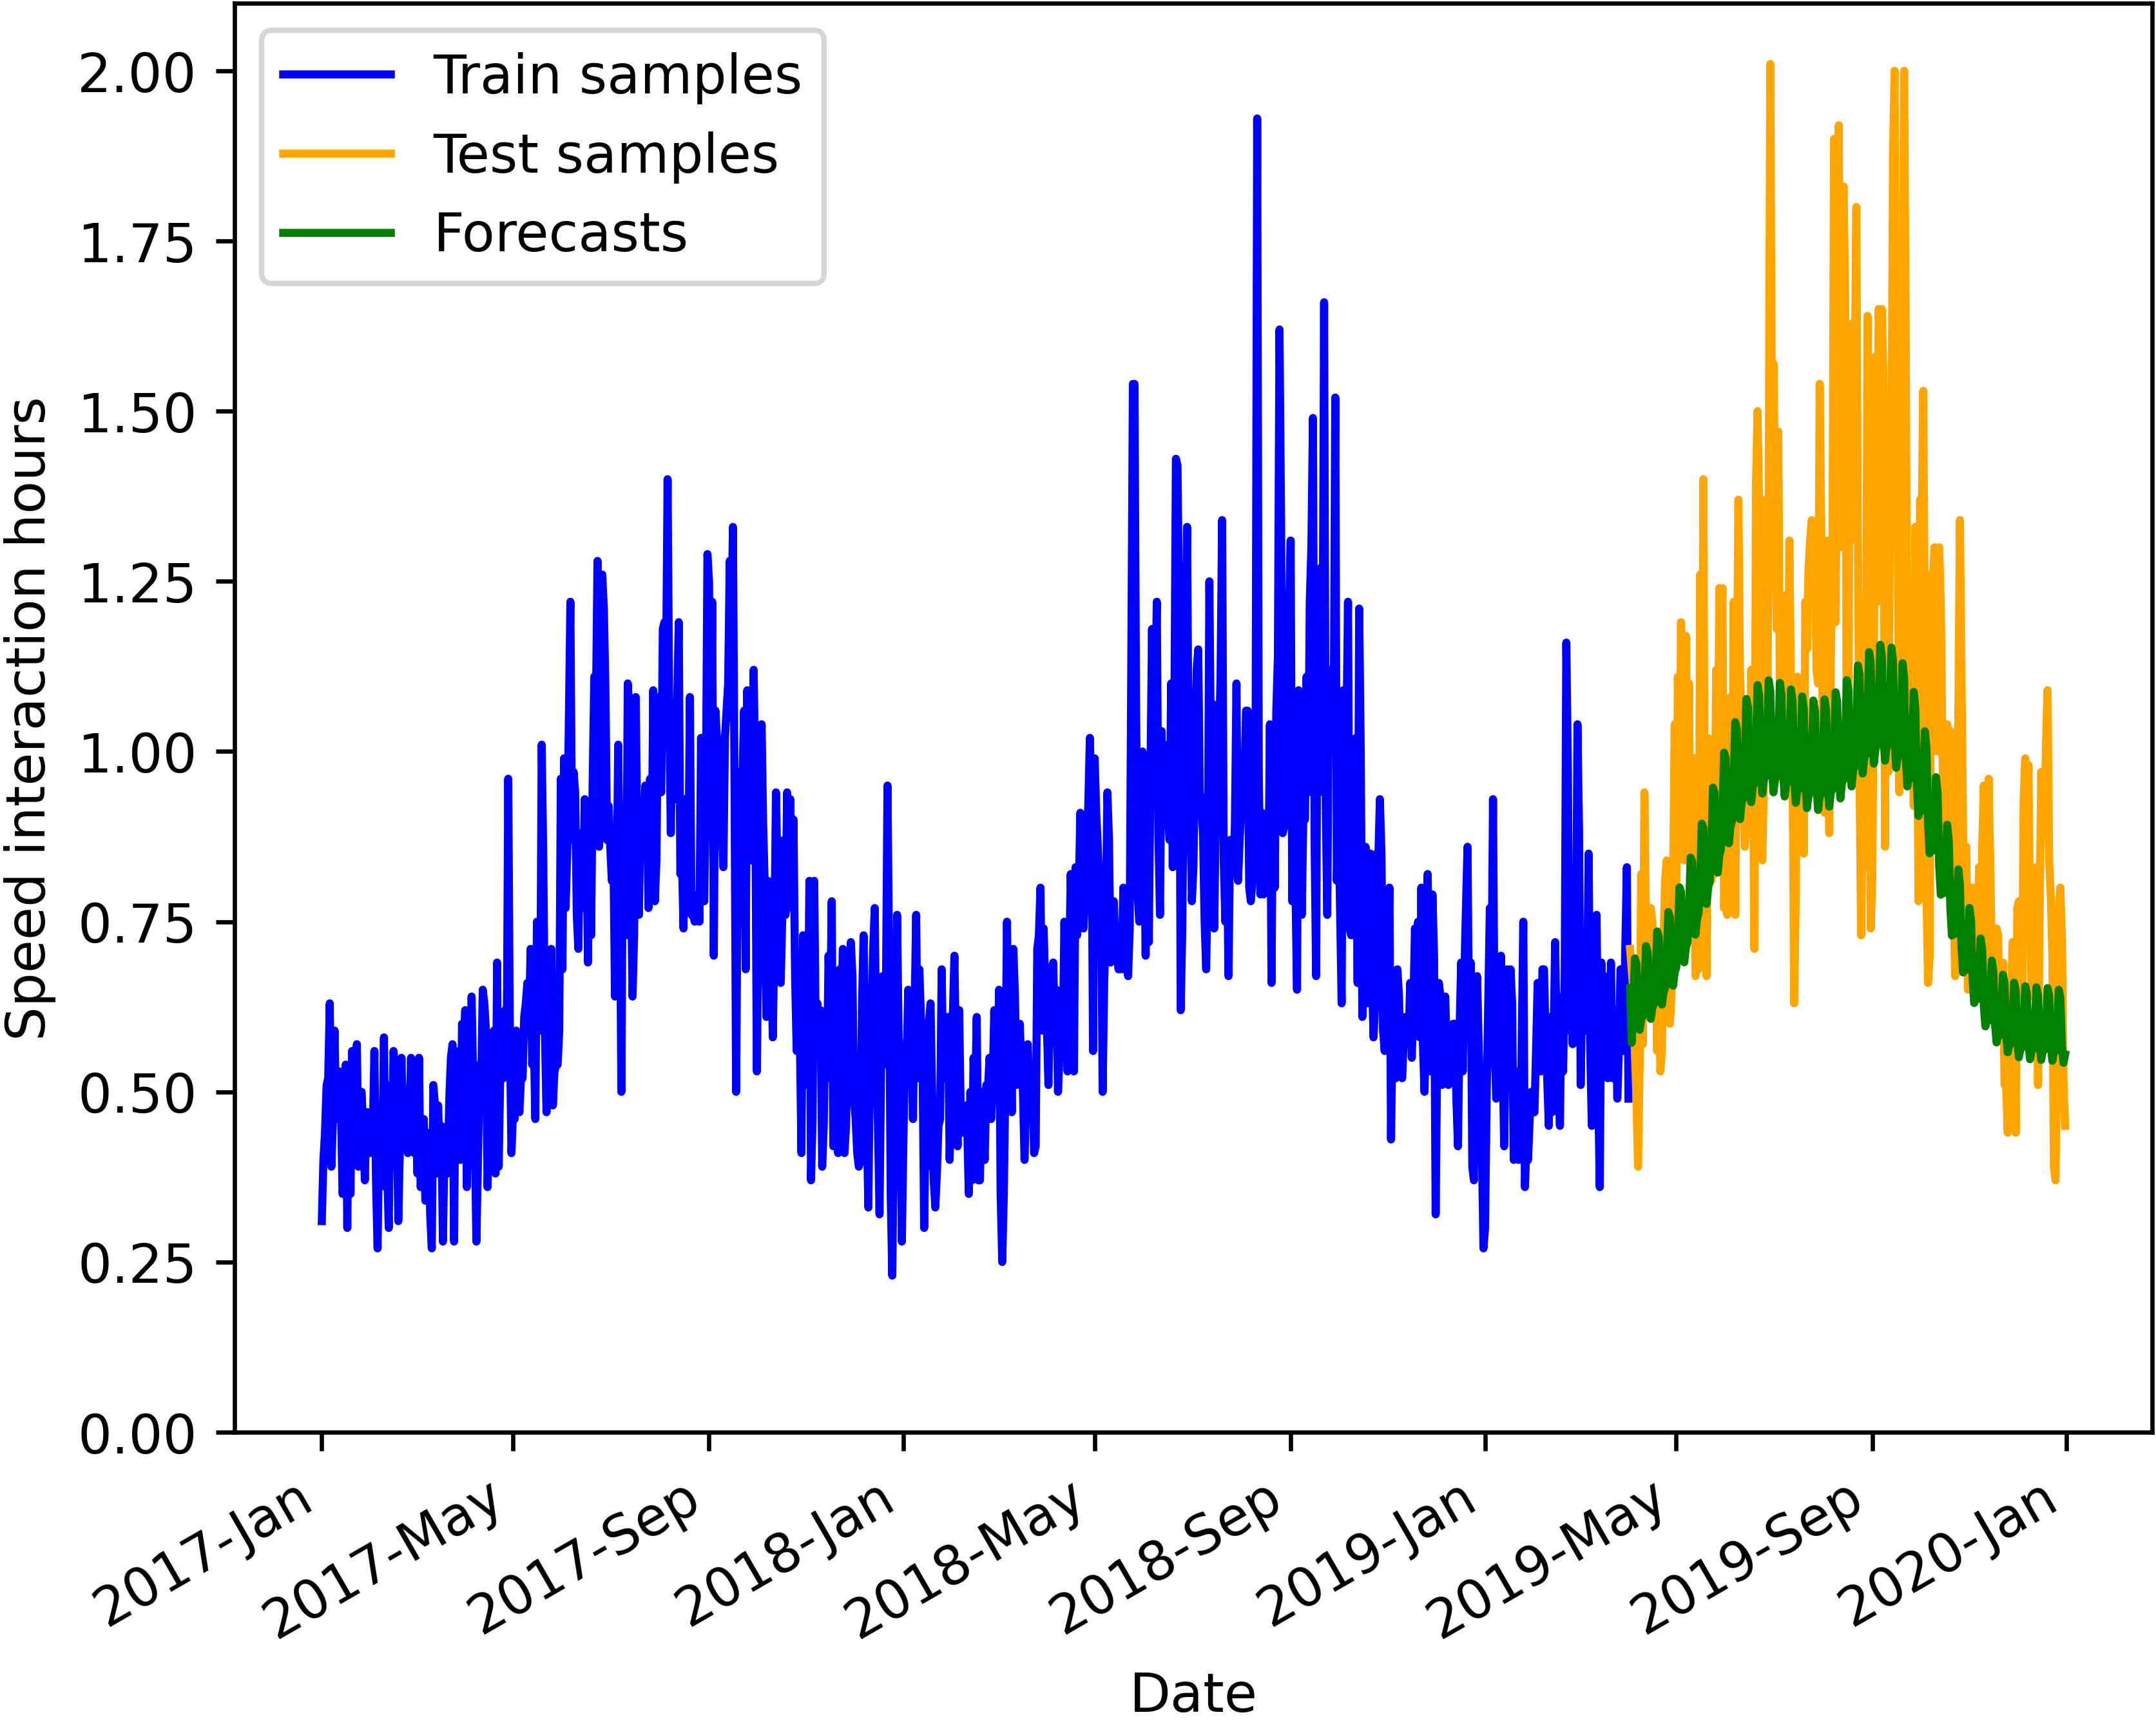 Train samples
Test samples
Forecasts
2.00
1.75
1.50
1.25
1.00
0.75
0.50
0.25
0.00
Speed interaction hours
2017-Jan
2017-May
2017-Sep
2018-Jan
2018-May
2018-Sep
2019-Jan
2019-May
2019-Sep
2020-Jan
Date